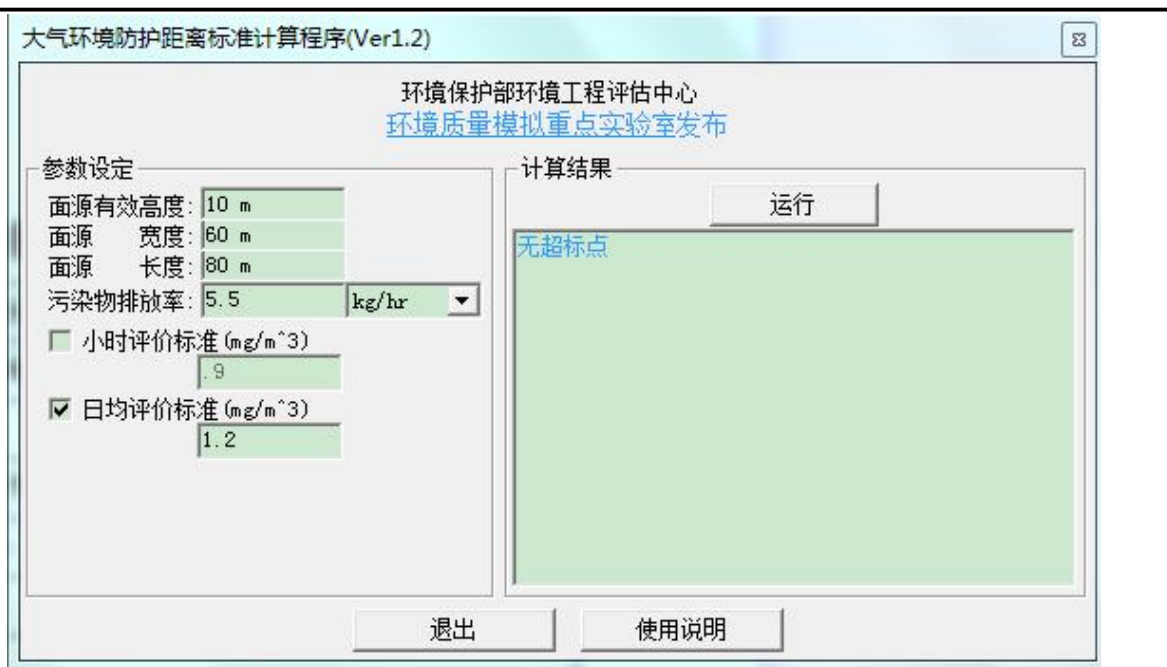 大气环境防护距离标准计算程序(Ver1.2)
环境保护部环境工程评估中心
环境质量模拟重点实验室发布
参数设定
面源有效高度: 10 m
面源 宽度: 60 m
面源 长度: 80 m
污染物排放率: 5.5 kg/hr
小时评价标准(mg/m^3)
.9
日均评价标准(mg/m^3)
1.2
计算结果
运行
无超标点
退出 使用说明